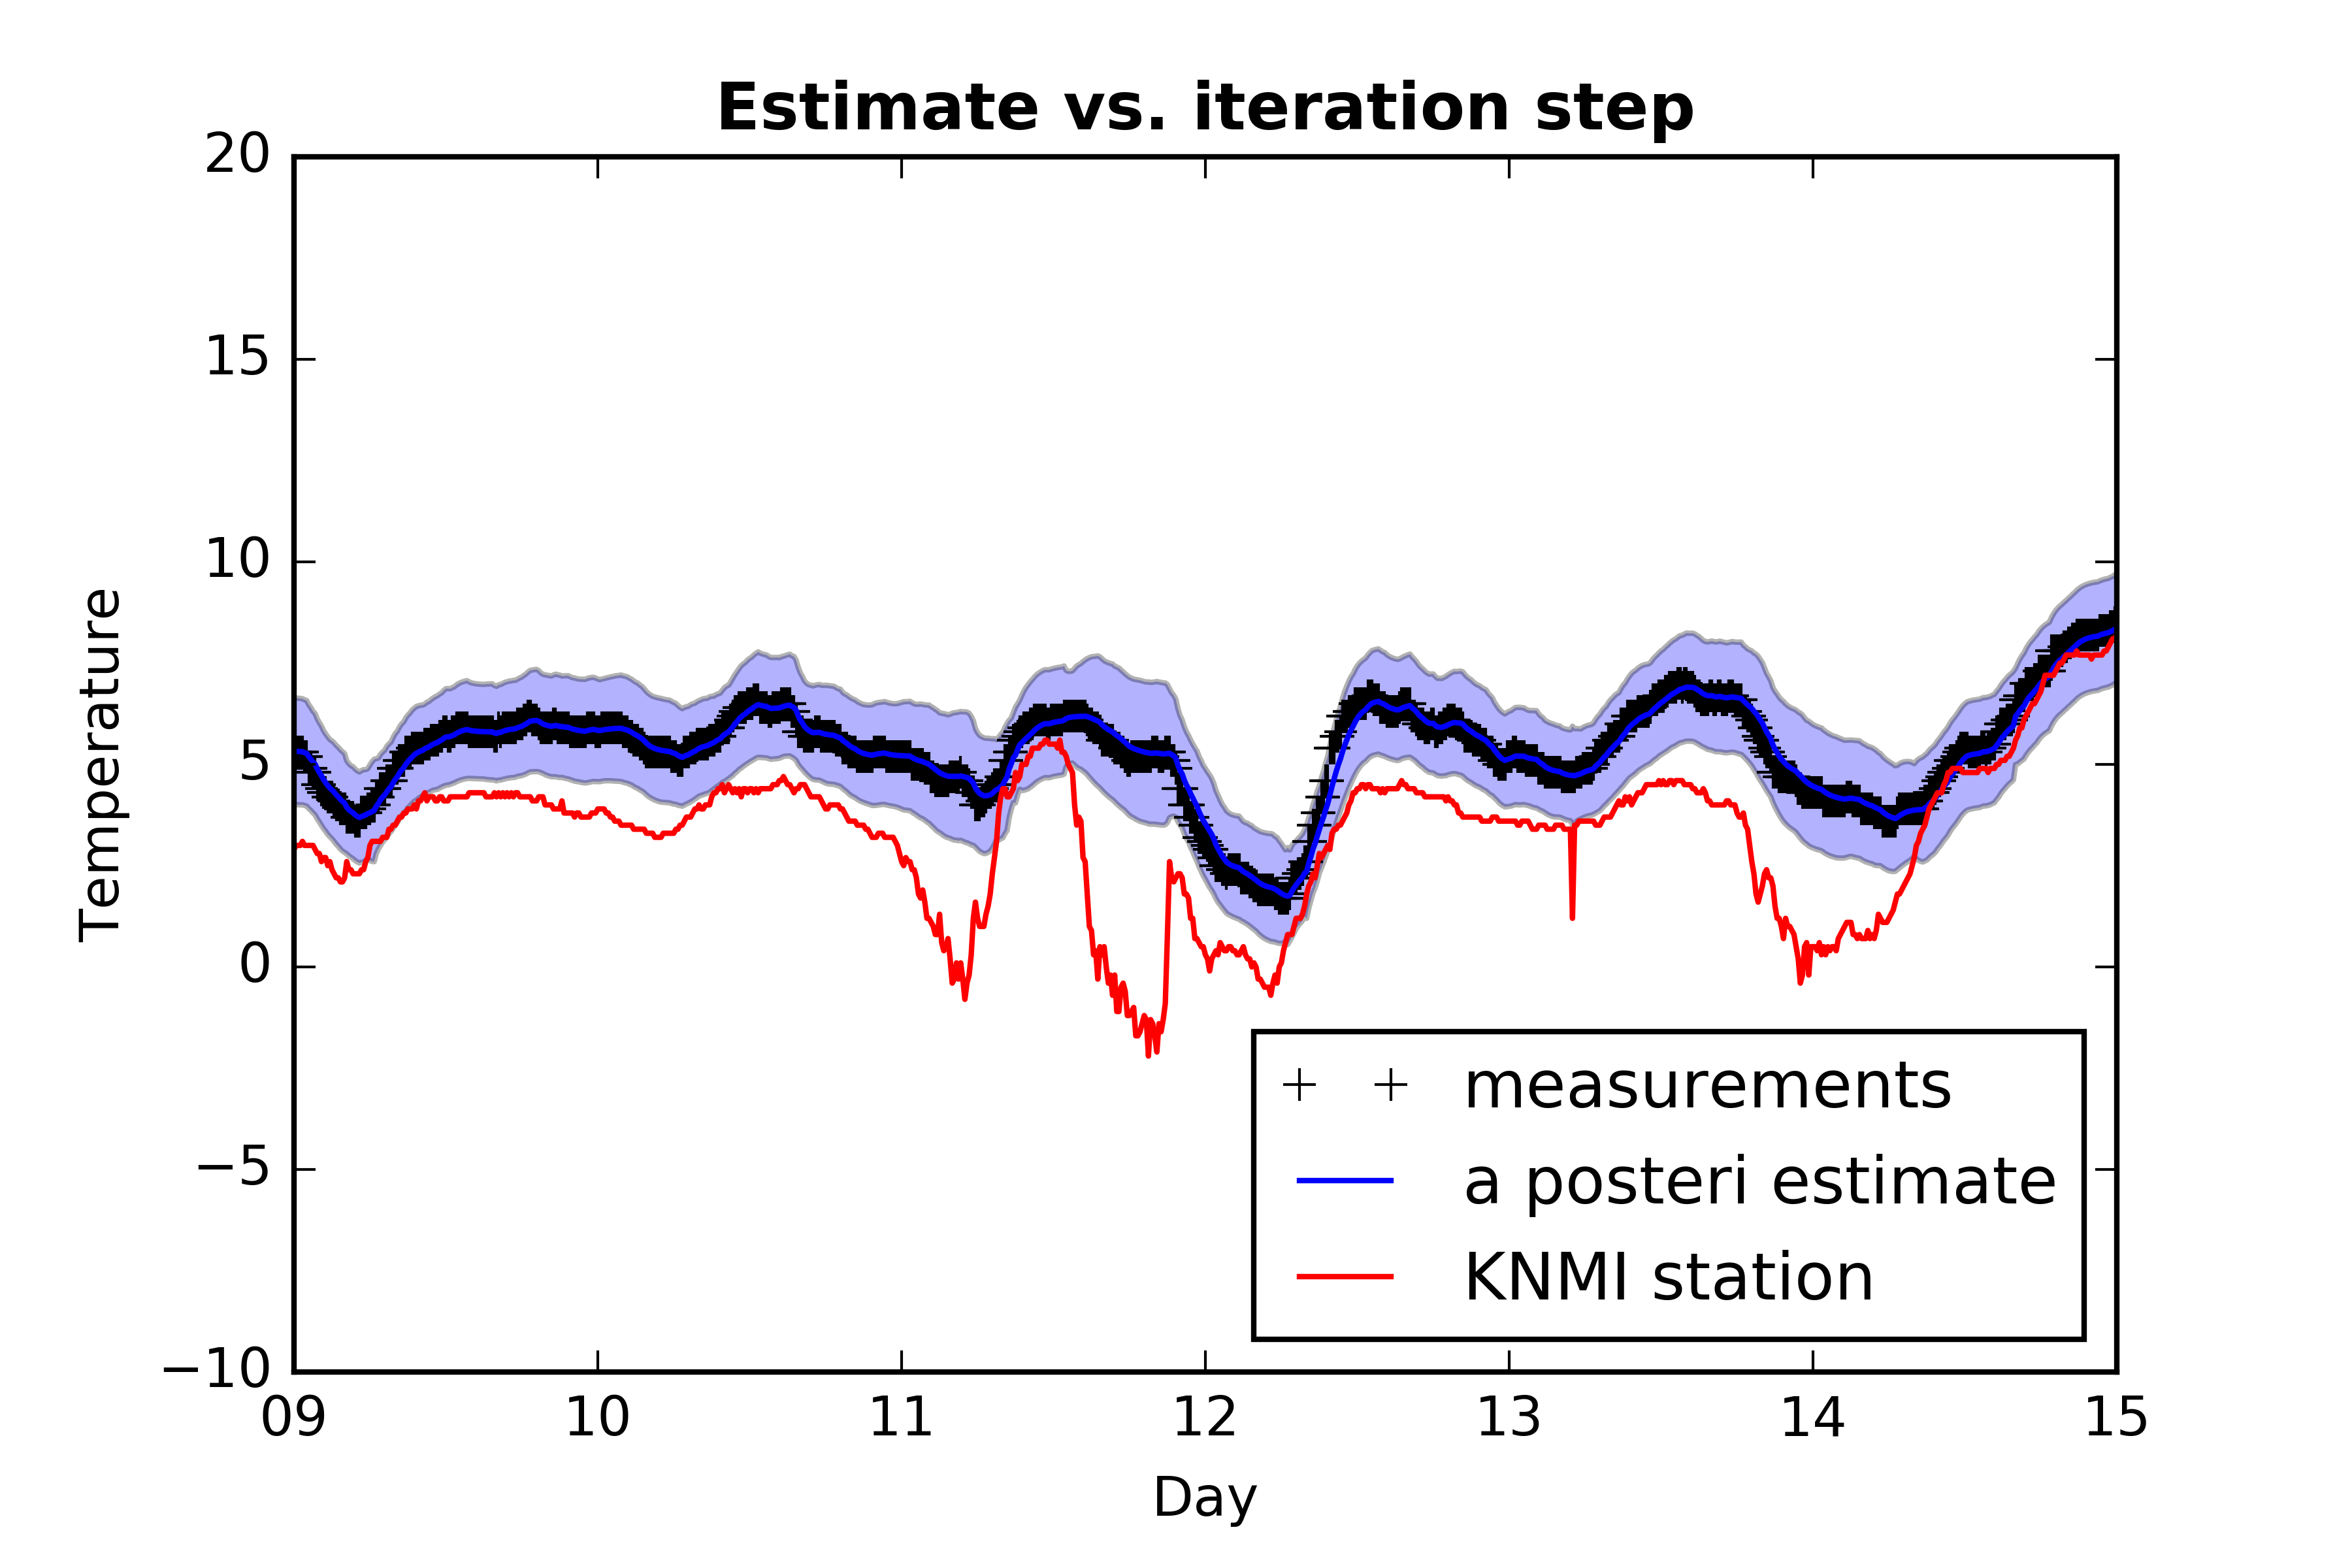 Estimate vs. iteration step
20
15
10
5
0
−5
−10
Temperature
measurements
a posteri estimate
KNMI station
09 10 11 12 13 14 15
Day